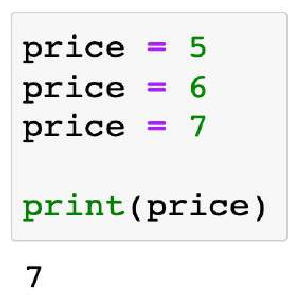 price = 5
price = 6
price = 7
print(price)
7